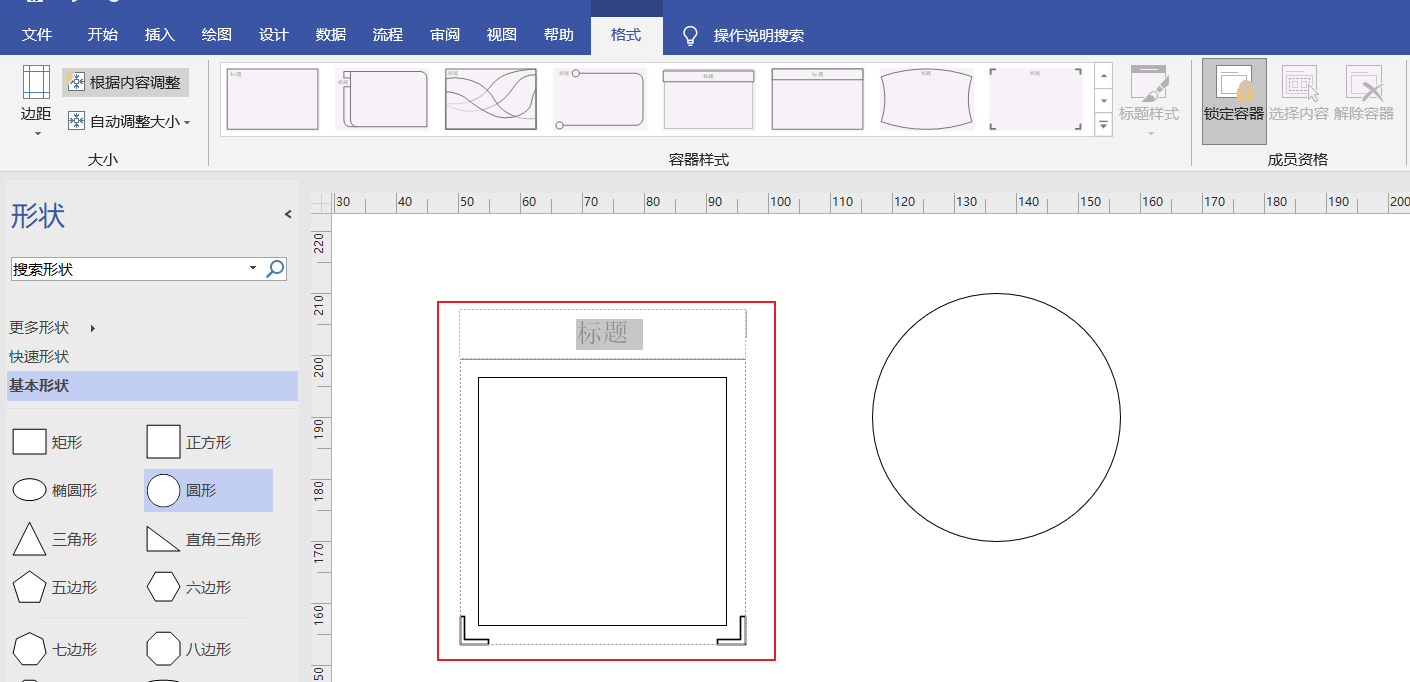 文件 开始 插入 绘图 设计 数据 流程 审阅 视图 帮助 格式 操作说明搜索
边距 根据内容调整
自动调整大小
大小
标题 标题 标题 标题 标题 标题 标题 标题
容器样式
标题样式
锁定容器 选择内容 解除容器
成员资格
形状
搜索形状
更多形状
快速形状
基本形状
矩形 正方形
椭圆形 圆形
三角形 直角三角形
五边形 六边形
七边形 八边形
30 40 50 60 70 80 90 100 110 120 130 140 150 160 170 180 190 200
220
210
200
190
180
170
160
50
标题